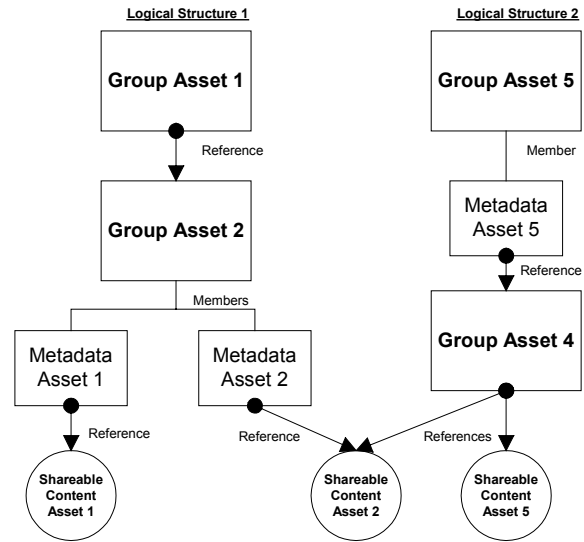 Logical Structure 1
Logical Structure 2
Group Asset 1
Group Asset 5
Reference
Member
Group Asset 2
Metadata
Asset 5
Reference
Members
Group Asset 4
Metadata
Asset 1
Metadata
Asset 2
Reference
Reference
References
Shareable
Content
Asset 1
Shareable
Content
Asset 2
Shareable
Content
Asset 5